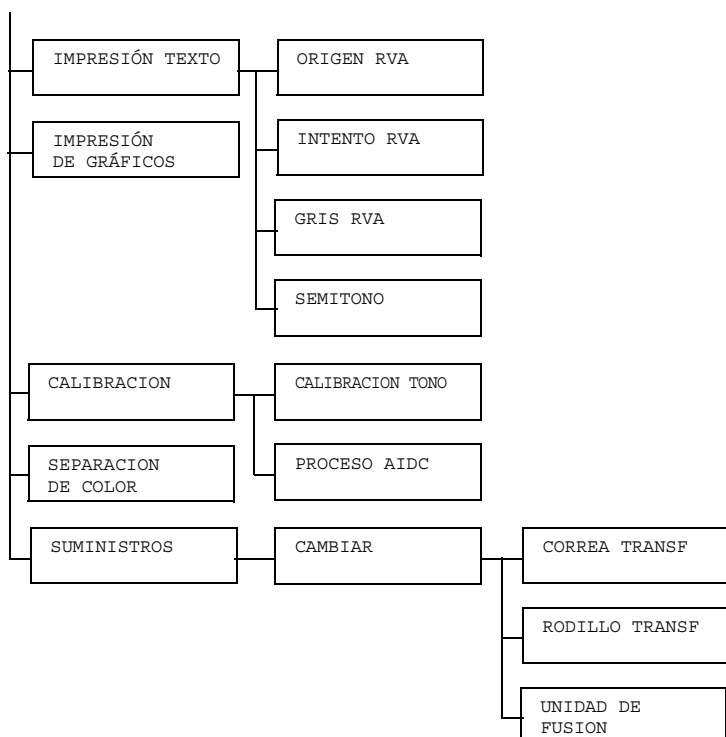 IMPRESIÓN TEXTO
ORIGEN RVA
IMPRESIÓN
DE GRÁFICOS
INTENTO RVA
GRIS RVA
SEMITONO
CALIBRACION
CALIBRACION TONO
SEPARACION
DE COLOR
PROCESO AIDC
SUMINISTROS
CAMBIAR
CORREA TRANSF
RODILLO TRANSF
UNIDAD DE
FUSION